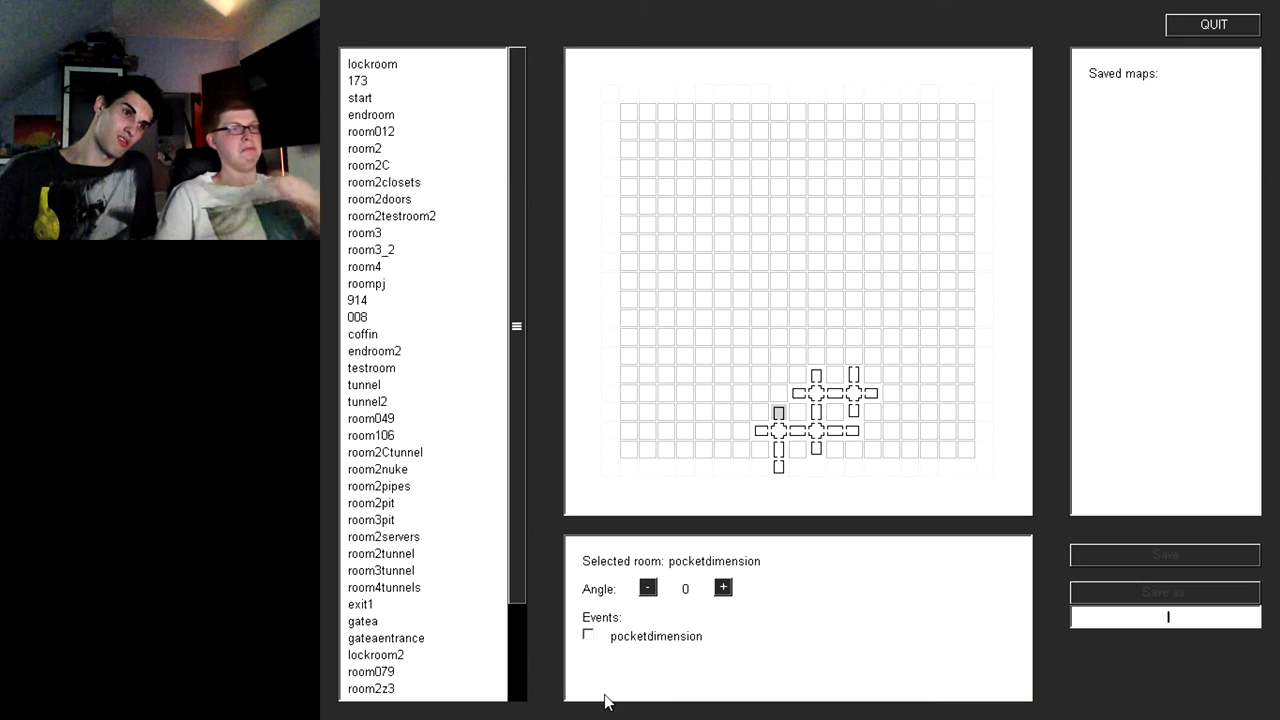 QUIT
lockroom
173
start
endroom
room012
room2
room2C
room2closets
room2doors
room2testroom2
room3
room3_2
room4
roompj
914
008
coffin
endroom2
testroom
tunnel
tunnel2
room049
room106
room2Ctunnel
room2nuke
room2pipes
room2pit
room3pit
room2servers
room2tunnel
room3tunnel
room4tunnels
exit1
gatea
gateaentrance
lockroom2
room079
room2z3
Selected room: pocketdimension
Angle: - 0 +
Events:
pocketdimension
Saved maps:
Save
Save as